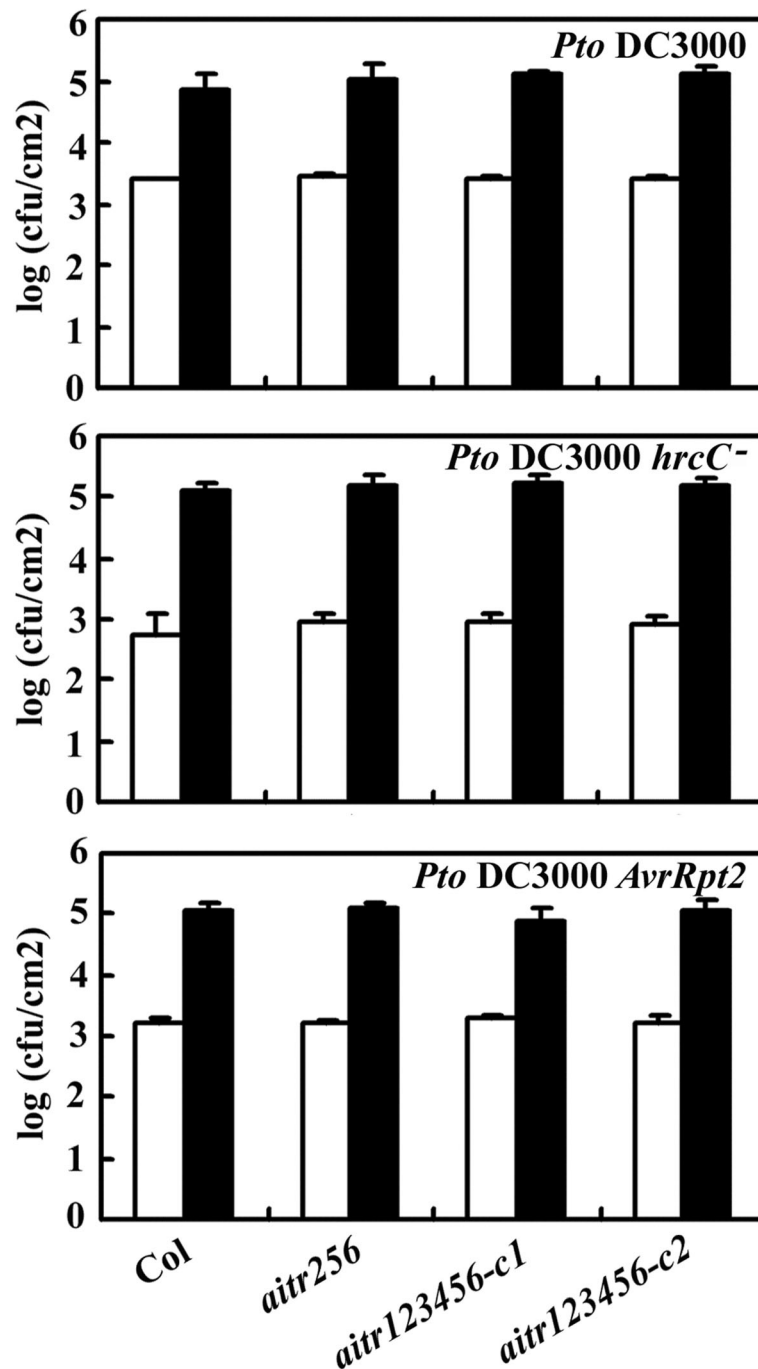 Pto DC3000
6
5
4
3
2
1
0
log (cfu/cm2)
Pto DC3000 hrcC-
6
5
4
3
2
1
0
log (cfu/cm2)
Pto DC3000 AvrRpt2
6
5
4
3
2
1
0
log (cfu/cm2)
Col
aitr256
aitr123456-c1
aitr123456-c2